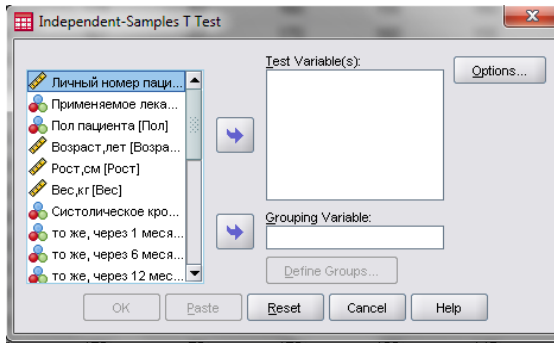 Independent-Samples T Test
Test Variable(s):
Options...
Личный номер паци...
Применяемое лека...
Пол пациента [Пол]
Возраст,лет [Возра...
Рост,см [Рост]
Вес,кг [Вес]
Систолическое кро...
то же, через 1 меся...
то же, через 6 меся...
то же, через 12 мес...
Grouping Variable:
Define Groups...
OK
Paste
Reset
Cancel
Help